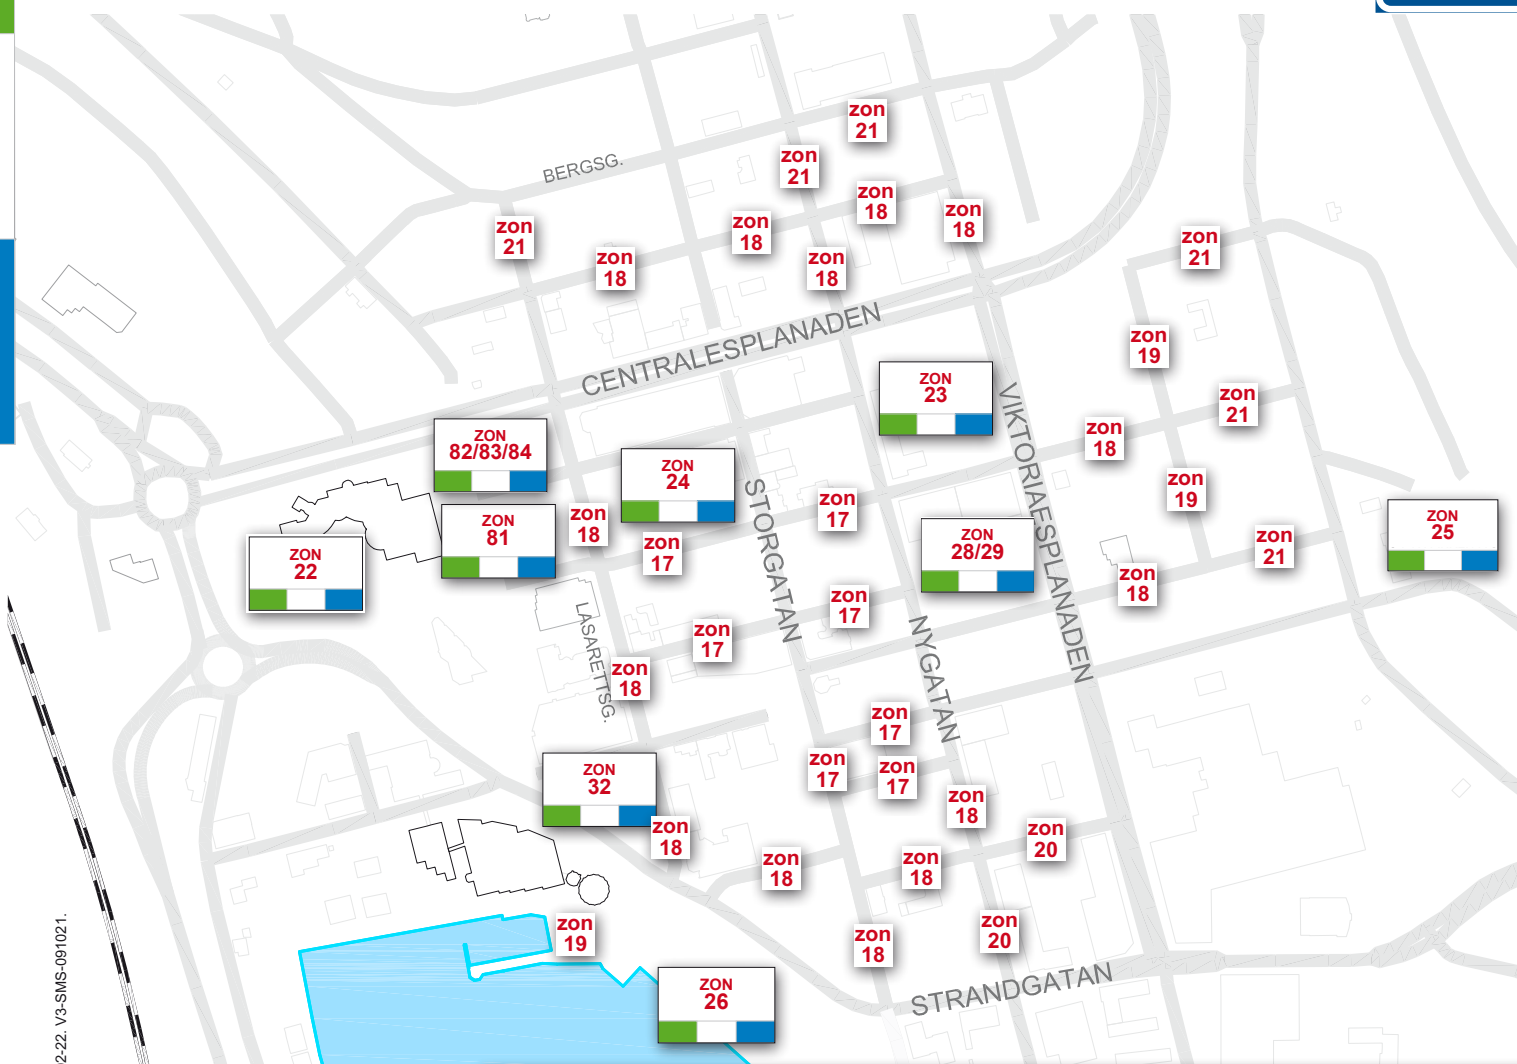 zon
21
zon
21
BERGSG.
zon
18
zon
18
zon
21
zon
18
zon
21
zon
18
zon
18
CENTRALESPLANADEN
zon
19
ZON
23
zon
21
VIKTORIAESPLANADEN
ZON
82/83/84
zon
18
ZON
24
STORGATAN
zon
19
zon
17
ZON
25
ZON
81
zon
18
zon
17
ZON
28/29
zon
21
ZON
22
zon
18
LASARETTSG.
zon
17
NYGATAN
zon
17
zon
18
zon
17
zon
17
zon
17
ZON
32
zon
18
zon
18
zon
20
zon
18
zon
18
zon
19
zon
18
zon
20
STRANDGATAN
ZON
26
2-22. V3-SMS-091021.